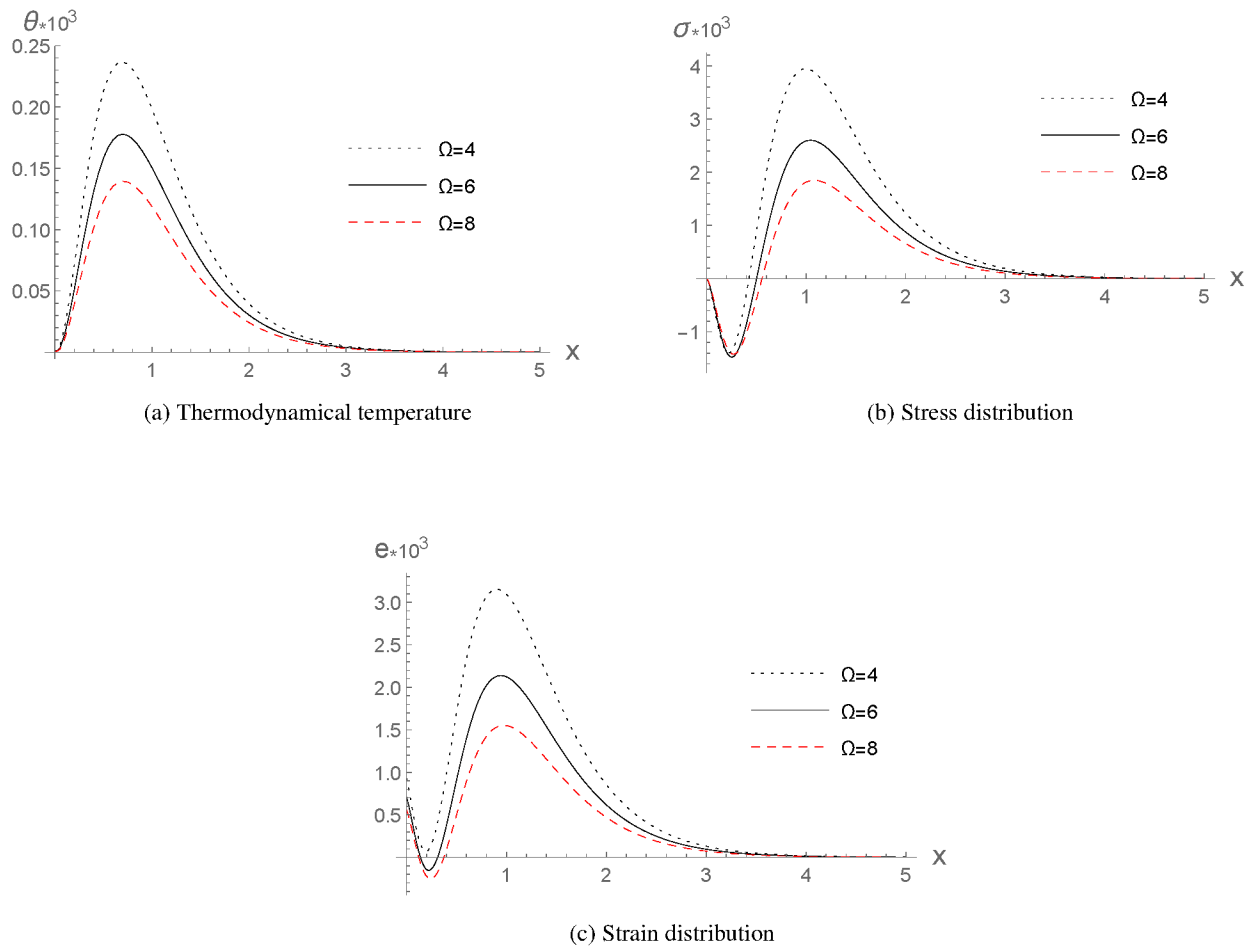 θ*10³
0.25
0.20
0.15
0.10
0.05
1 2 3 4 5 X
Ω=4
Ω=6
Ω=8
(a) Thermodynamical temperature
σ*10³
4
3
2
1
−1
1 2 3 4 5 X
Ω=4
Ω=6
Ω=8
(b) Stress distribution
e*10³
3.0
2.5
2.0
1.5
1.0
0.5
1 2 3 4 5 X
Ω=4
Ω=6
Ω=8
(c) Strain distribution